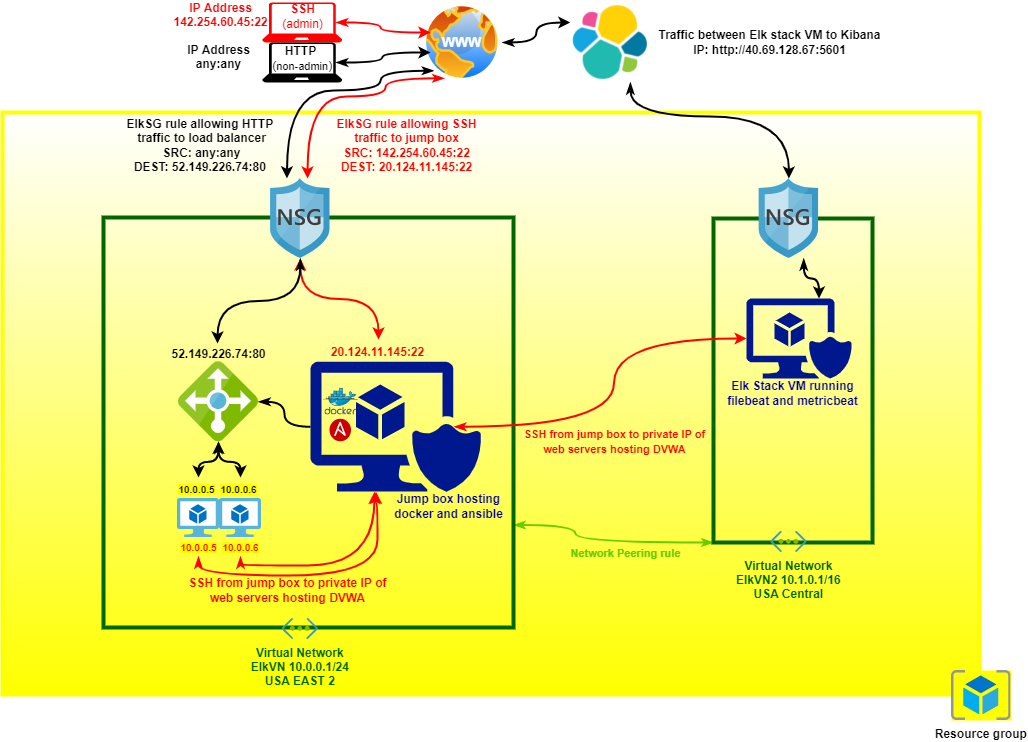 IP Address
142.254.60.45:22
SSH
(admin)
IP Address
any:any
HTTP
(non-admin)
WWW
Traffic between Elk stack VM to Kibana
IP: http://40.69.128.67:5601
ElkSG rule allowing HTTP
traffic to load balancer
SRC: any:any
DEST: 52.149.226.74:80
ElkSG rule allowing SSH
traffic to jump box
SRC: 142.254.60.45:22
DEST: 20.124.11.145:22
NSG
NSG
52.149.226.74:80
20.124.11.145:22
docker
A
Elk Stack VM running
filebeat and metricbeat
SSH from jump box to private IP of
web servers hosting DVWA
Jump box hosting
docker and ansible
10.0.0.5
10.0.0.6
10.0.0.5
10.0.0.6
SSH from jump box to private IP of
web servers hosting DVWA
Network Peering rule
Virtual Network
ElkVN2 10.1.0.1/16
USA Central
Virtual Network
ElkVN 10.0.0.1/24
USA EAST 2
Resource group